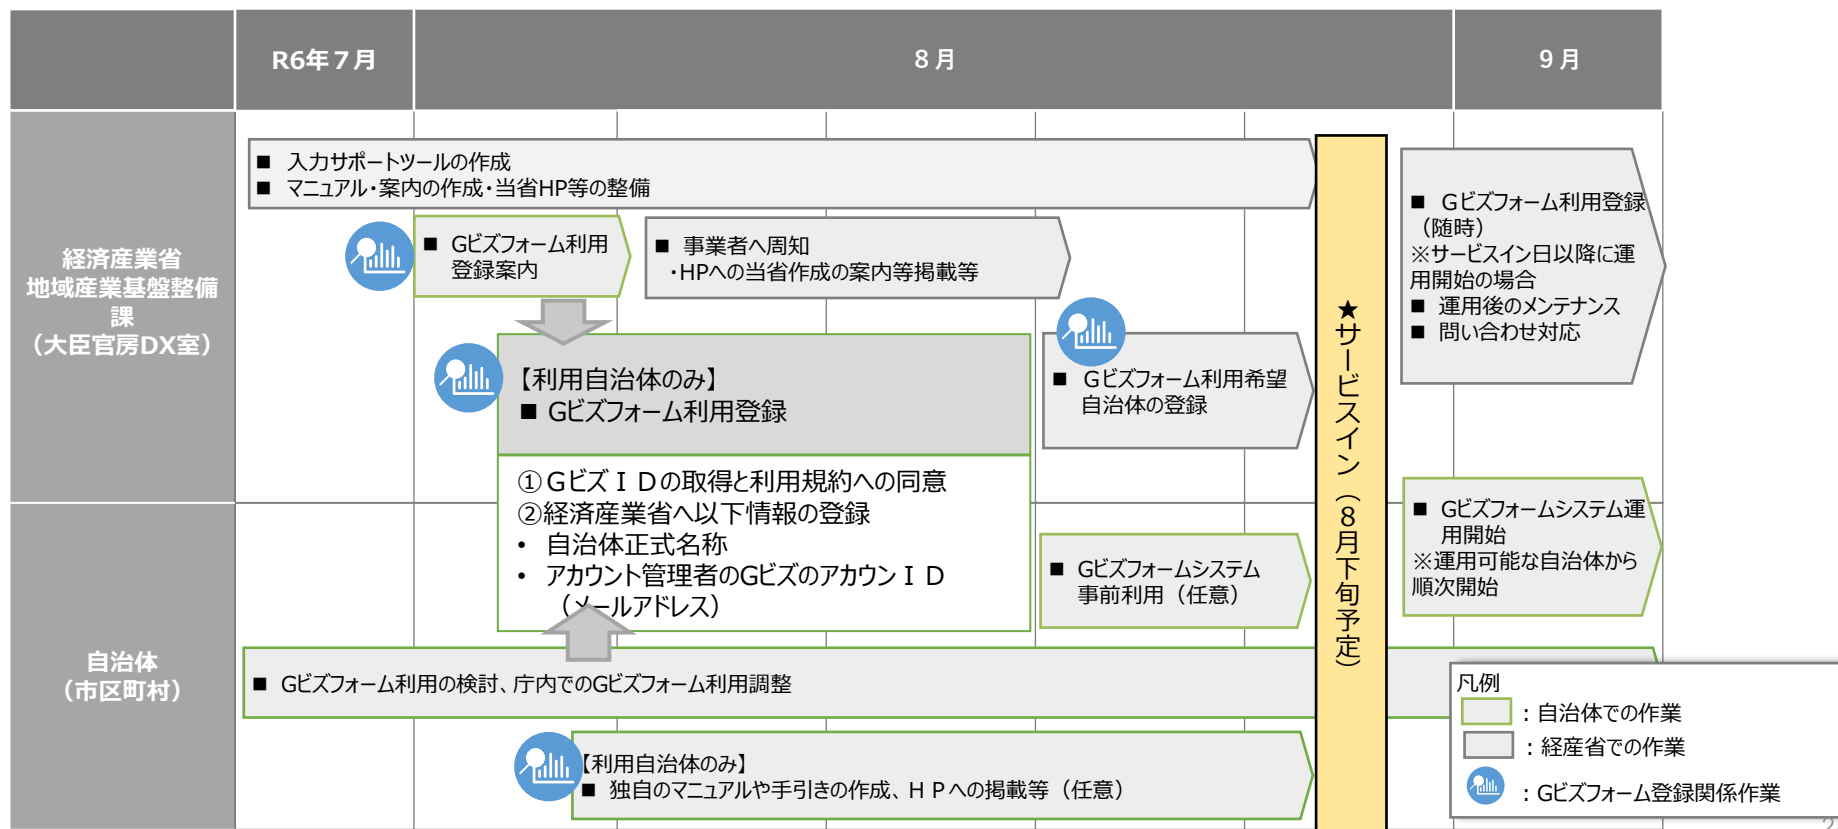 R6年７月
８月
９月
経済産業省
地域産業基盤整備
課
（大臣官房DX室）
■ 入力サポートツールの作成
■ マニュアル・案内の作成・当省HP等の整備
■ Gビズフォーム利用
登録案内
■ 事業者へ周知
・HPへの当省作成の案内等掲載等
【利用自治体のみ】
■ Gビズフォーム利用登録
①ＧビズＩＤの取得と利用規約への同意
②経済産業省へ以下情報の登録
• 自治体正式名称
• アカウント管理者のGビズのアカウンＩＤ
（メールアドレス）
■ Ｇビズフォーム利用希望
自治体の登録
★サービスイン（８月下旬予定）
■ Ｇビズフォーム利用登録
（随時）
※サービスイン日以降に運
用開始の場合
■ 運用後のメンテナンス
■ 問い合わせ対応
自治体
（市区町村）
■ Gビズフォームシステム
事前利用（任意）
■ Gビズフォームシステム運
用開始
※運用可能な自治体から
順次開始
■ Gビズフォーム利用の検討、庁内でのGビズフォーム利用調整
【利用自治体のみ】
■ 独自のマニュアルや手引きの作成、ＨＰへの掲載等（任意）
凡例
：自治体での作業
：経産省での作業
：Gビズフォーム登録関係作業